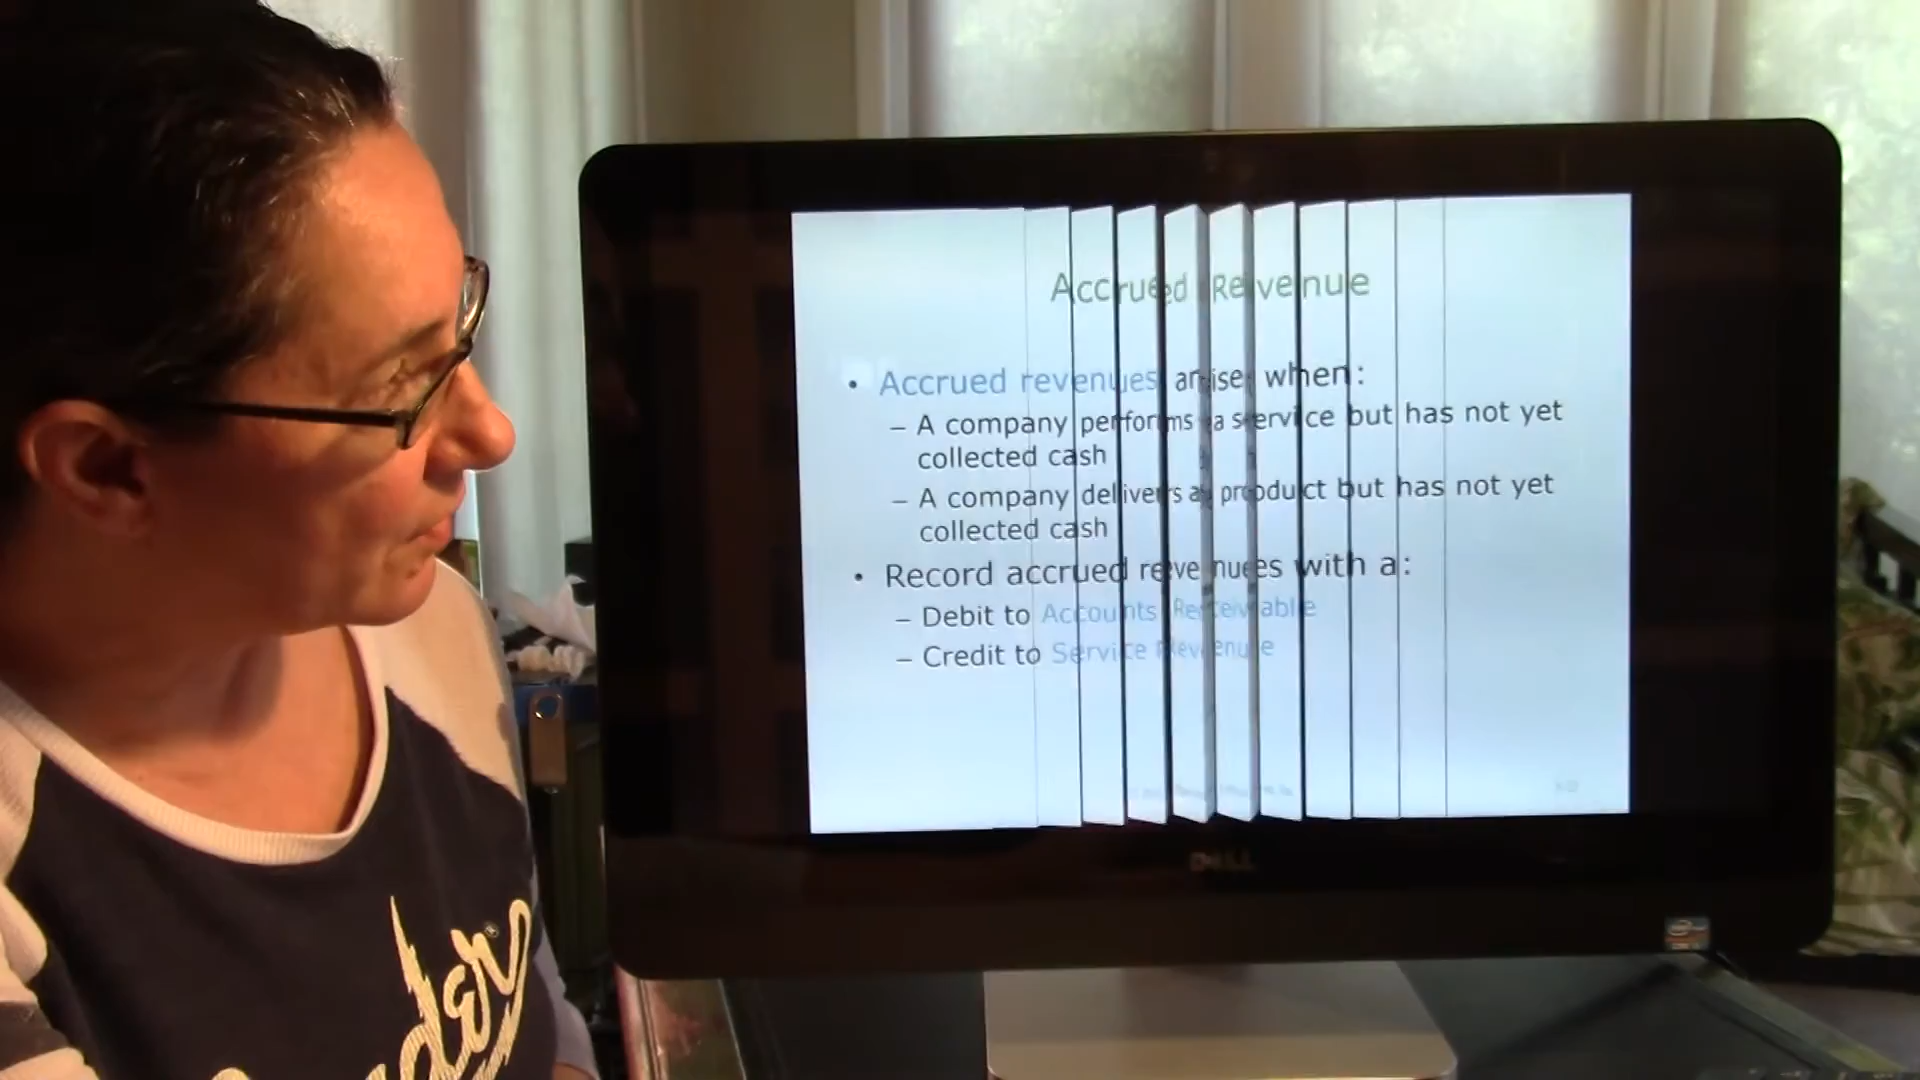 Accrued Revenue
• Accrued revenues arise when:
– A company performs a service but has not yet
collected cash
– A company delivers a product but has not yet
collected cash
• Record accrued revenues with a:
– Debit to Accounts Receivable
– Credit to Service Revenue
DELL